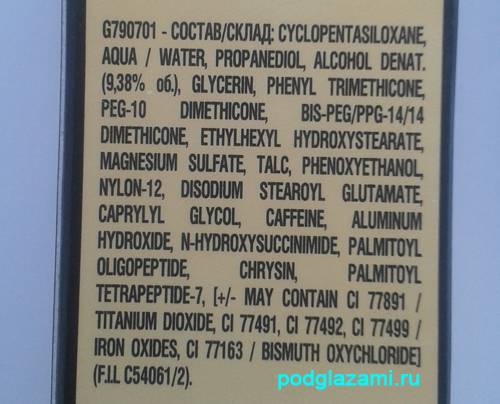 G790701 - СОСТАВ/СКЛАД: CYCLOPENTASILOXANE,
AQUA / WATER, PROPANEDIOL, ALCOHOL DENAT.
(9,38% об.), GLYCERIN, PHENYL TRIMETHICONE,
PEG-10 DIMETHICONE, BIS-PEG/PPG-14/14
DIMETHICONE, ETHYLHEXYL HYDROXYSTEARATE,
MAGNESIUM SULFATE, TALC, PHENOXYETHANOL,
NYLON-12, DISODIUM STEAROYL GLUTAMATE,
CAPRYLYL GLYCOL, CAFFEINE, ALUMINUM
HYDROXIDE, N-HYDROXYSUCCINIMIDE, PALMITOYL
OLIGOPEPTIDE, CHRYSIN, PALMITOYL
TETRAPEPTIDE-7, [+/- MAY CONTAIN CI 77891 /
TITANIUM DIOXIDE, CI 77491, CI 77492, CI 77499 /
IRON OXIDES, CI 77163 / BISMUTH OXYCHLORIDE]
(F.I.L C54061/2).
podglazami.ru